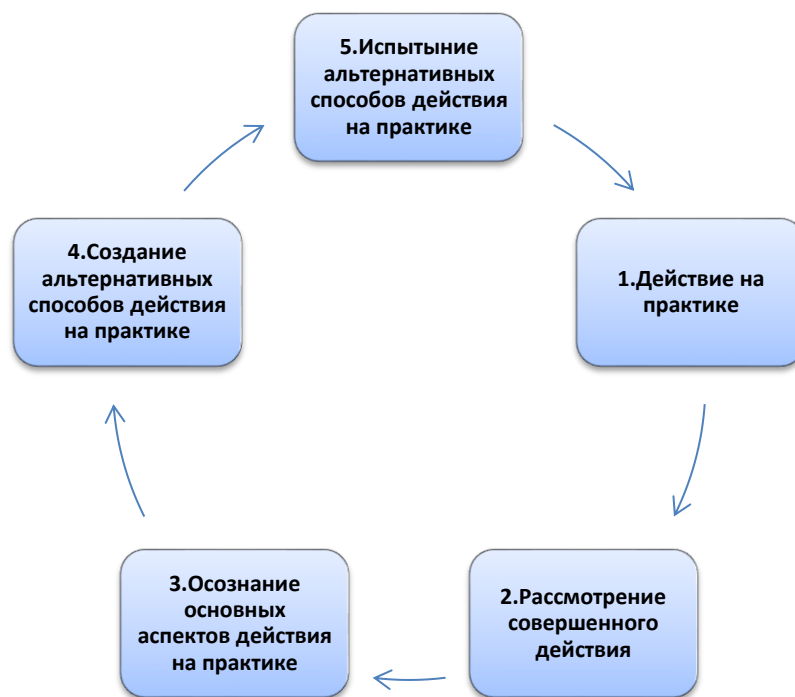 5.Испытыние
альтернативных
способов действия
на практике
1.Действие на
практике
2.Рассмотрение
совершенного
действия
3.Осознание
основных
аспектов действия
на практике
4.Создание
альтернативных
способов действия
на практике